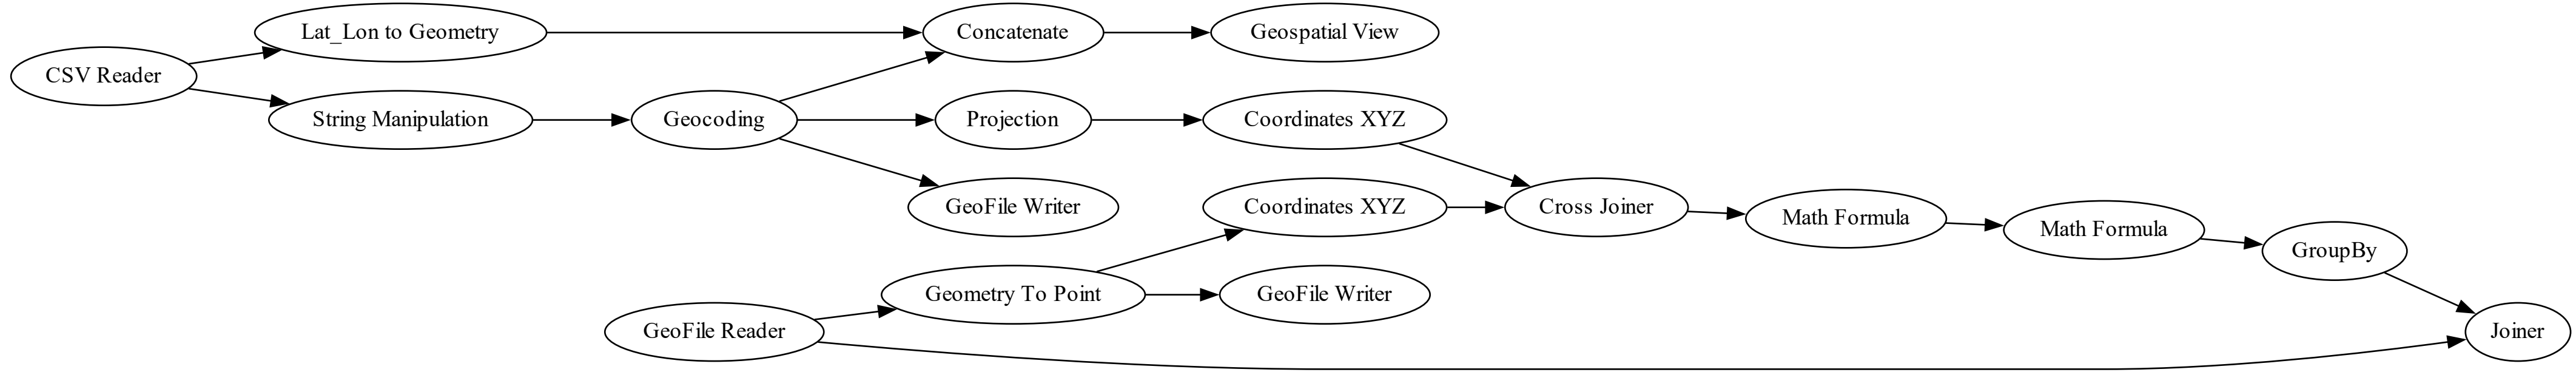 CSV Reader
Lat_Lon to Geometry
String Manipulation
Geocoding
Concatenate
Geospatial View
Projection
Coordinates XYZ
GeoFile Writer
GeoFile Reader
Geometry To Point
Coordinates XYZ
GeoFile Writer
Cross Joiner
Math Formula
Math Formula
GroupBy
Joiner